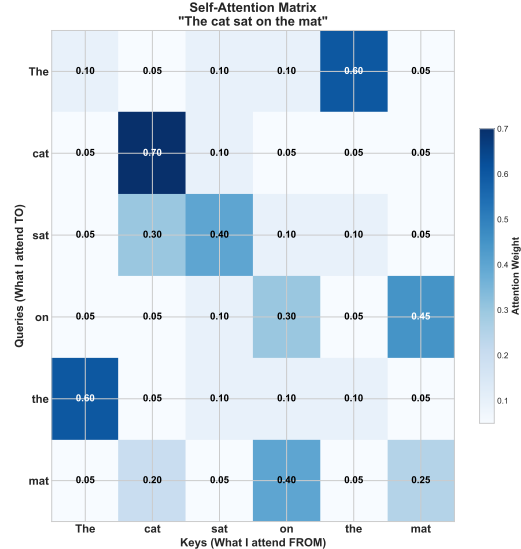 Self-Attention Matrix
"The cat sat on the mat"
Queries (What I attend TO)
The 0.10 0.05 0.10 0.10 0.60 0.05
cat 0.05 0.70 0.10 0.05 0.05 0.05
sat 0.05 0.30 0.40 0.10 0.10 0.05
on 0.05 0.05 0.10 0.30 0.05 0.45
the 0.60 0.05 0.10 0.10 0.10 0.05
mat 0.05 0.20 0.05 0.40 0.05 0.25
The cat sat on the mat
Keys (What I attend FROM)
0.7
0.6
0.5
0.4
0.3
0.2
0.1
Attention Weight